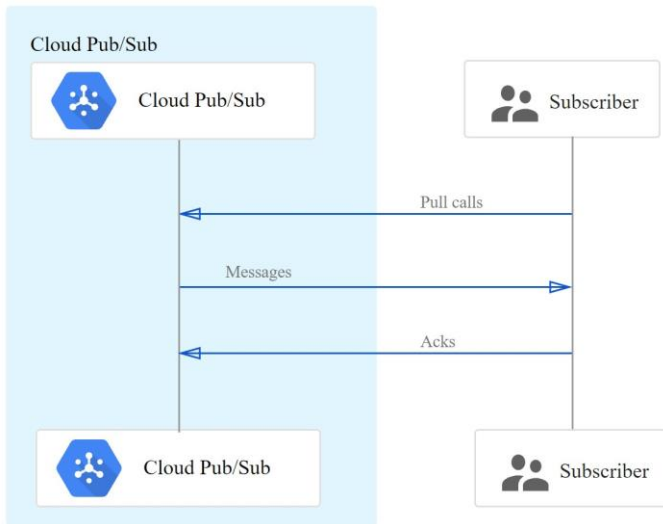 Cloud Pub/Sub
Cloud Pub/Sub
Subscriber
Pull calls
Messages
Acks
Cloud Pub/Sub
Subscriber